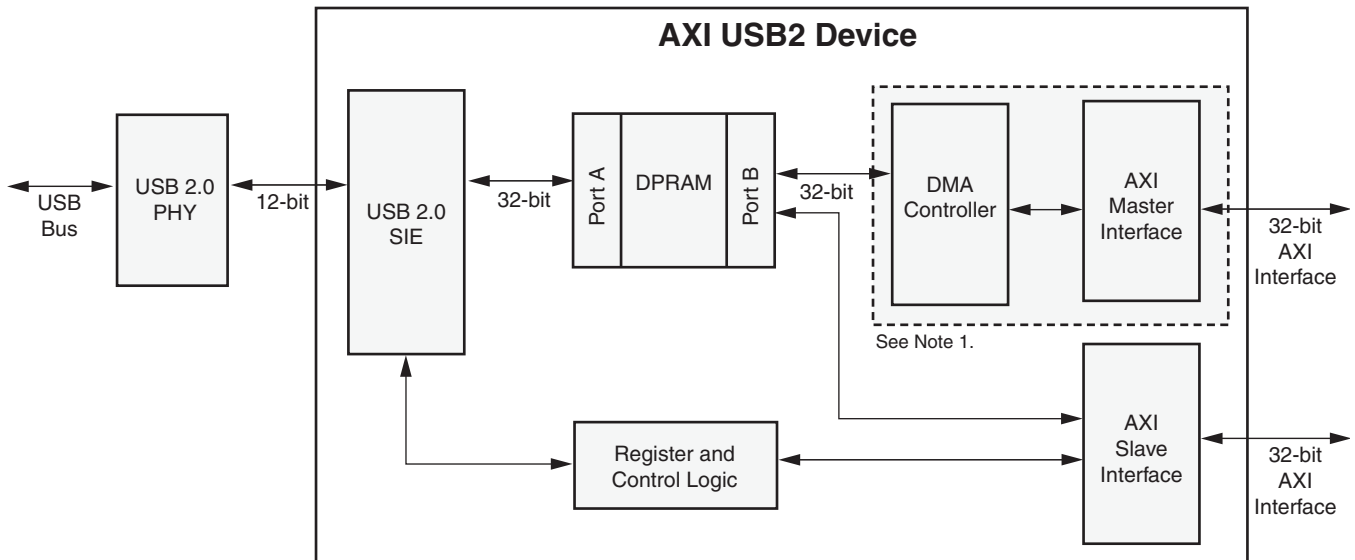 AXI USB2 Device
USB
Bus
USB 2.0
PHY
12-bit
USB 2.0
SIE
32-bit
Port A
DPRAM
Port B
32-bit
DMA
Controller
AXI
Master
Interface
32-bit
AXI
Interface
See Note 1.
Register and
Control Logic
AXI
Slave
Interface
32-bit
AXI
Interface